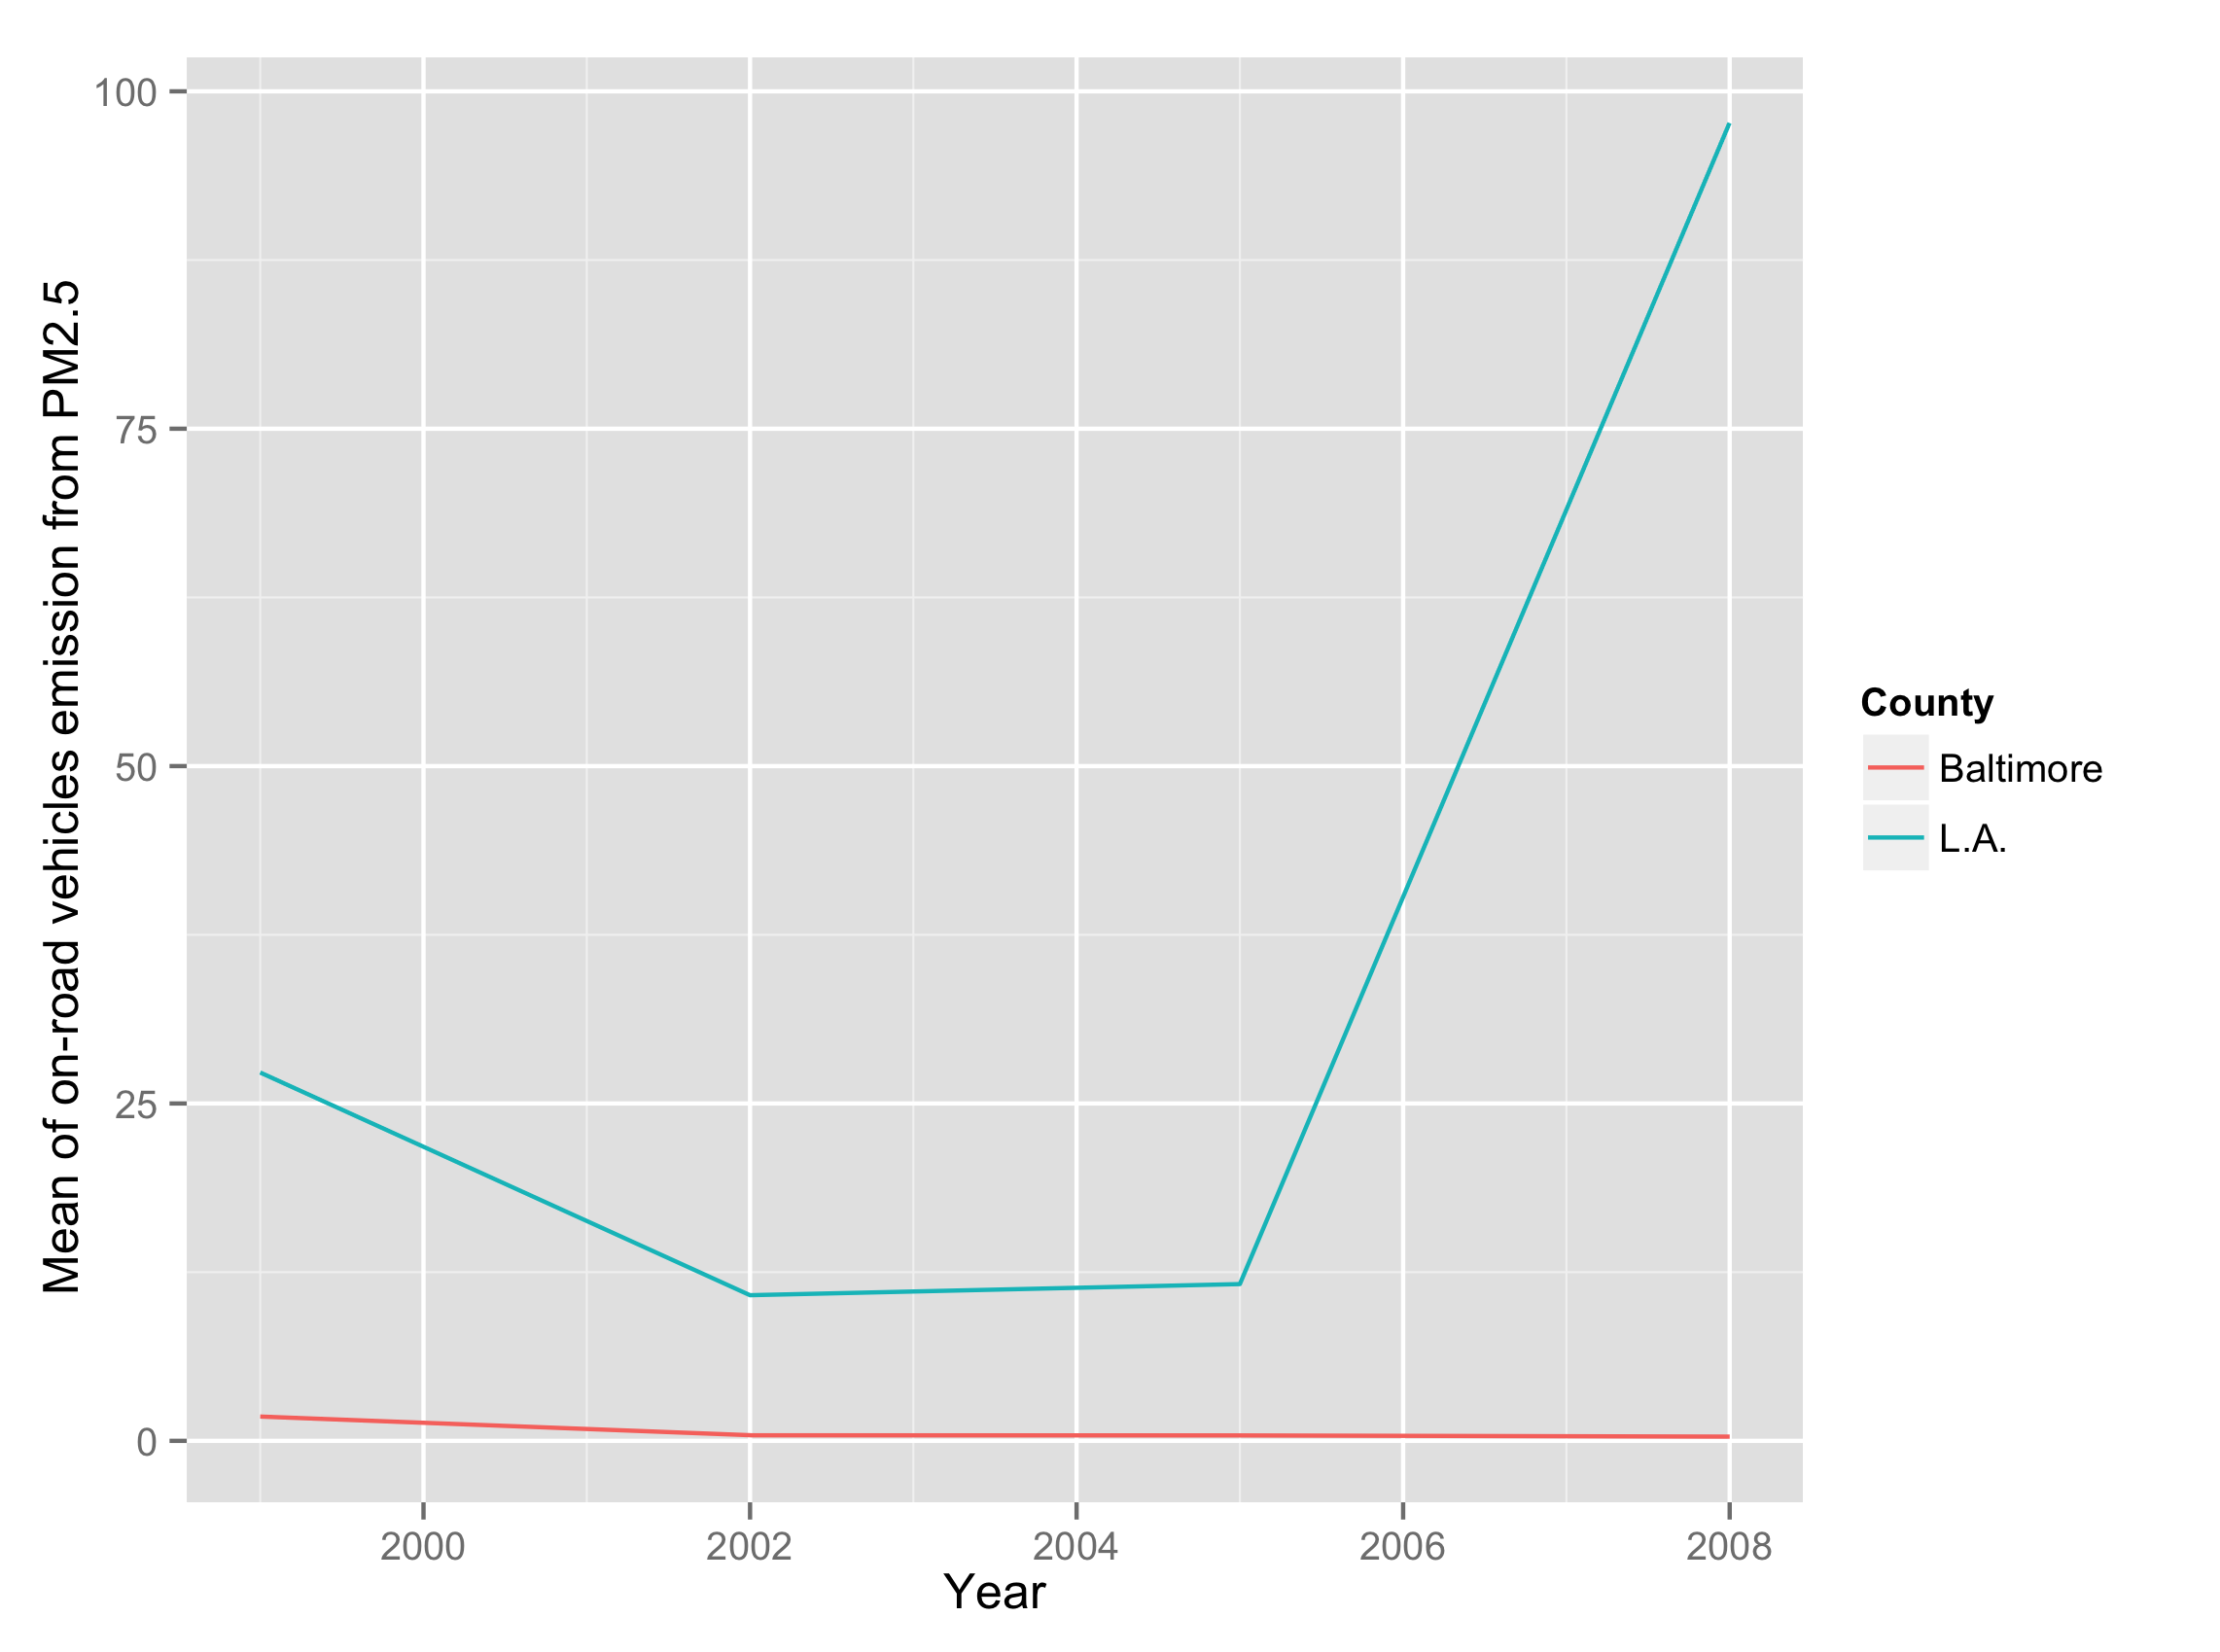 Mean of on-road vehicles emission from PM2.5
100
75
50
25
0
2000 2002 2004 2006 2008
Year
County
Baltimore
L.A.